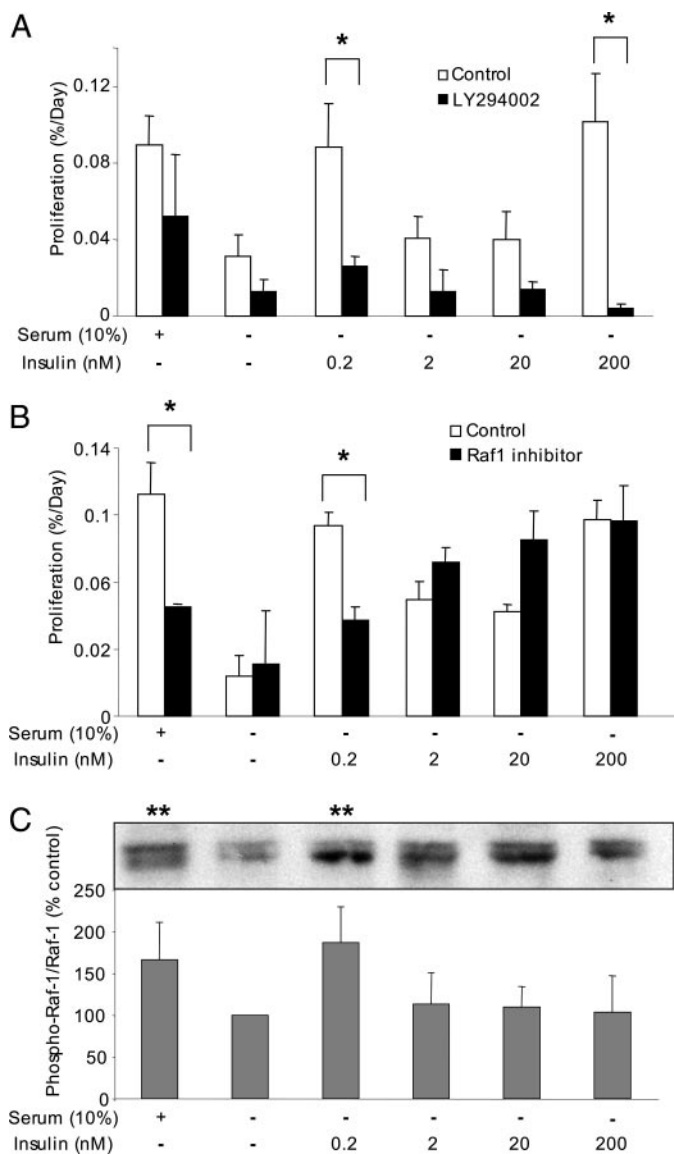 A
* *
0.12
Control
LY294002
0.08
0.04
0
Proliferation (%/Day)
Serum (10%) + - - - - -
Insulin (nM) - - 0.2 2 20 200
B
* *
0.14
Control
Raf1 inhibitor
0.1
0.06
0.02
0
Proliferation (%/Day)
Serum (10%) + - - - - -
Insulin (nM) - - 0.2 2 20 200
C
** **
250
200
150
100
50
0
Phospho-Raf-1/Raf-1 (% control)
Serum (10%) + - - - - -
Insulin (nM) - - 0.2 2 20 200